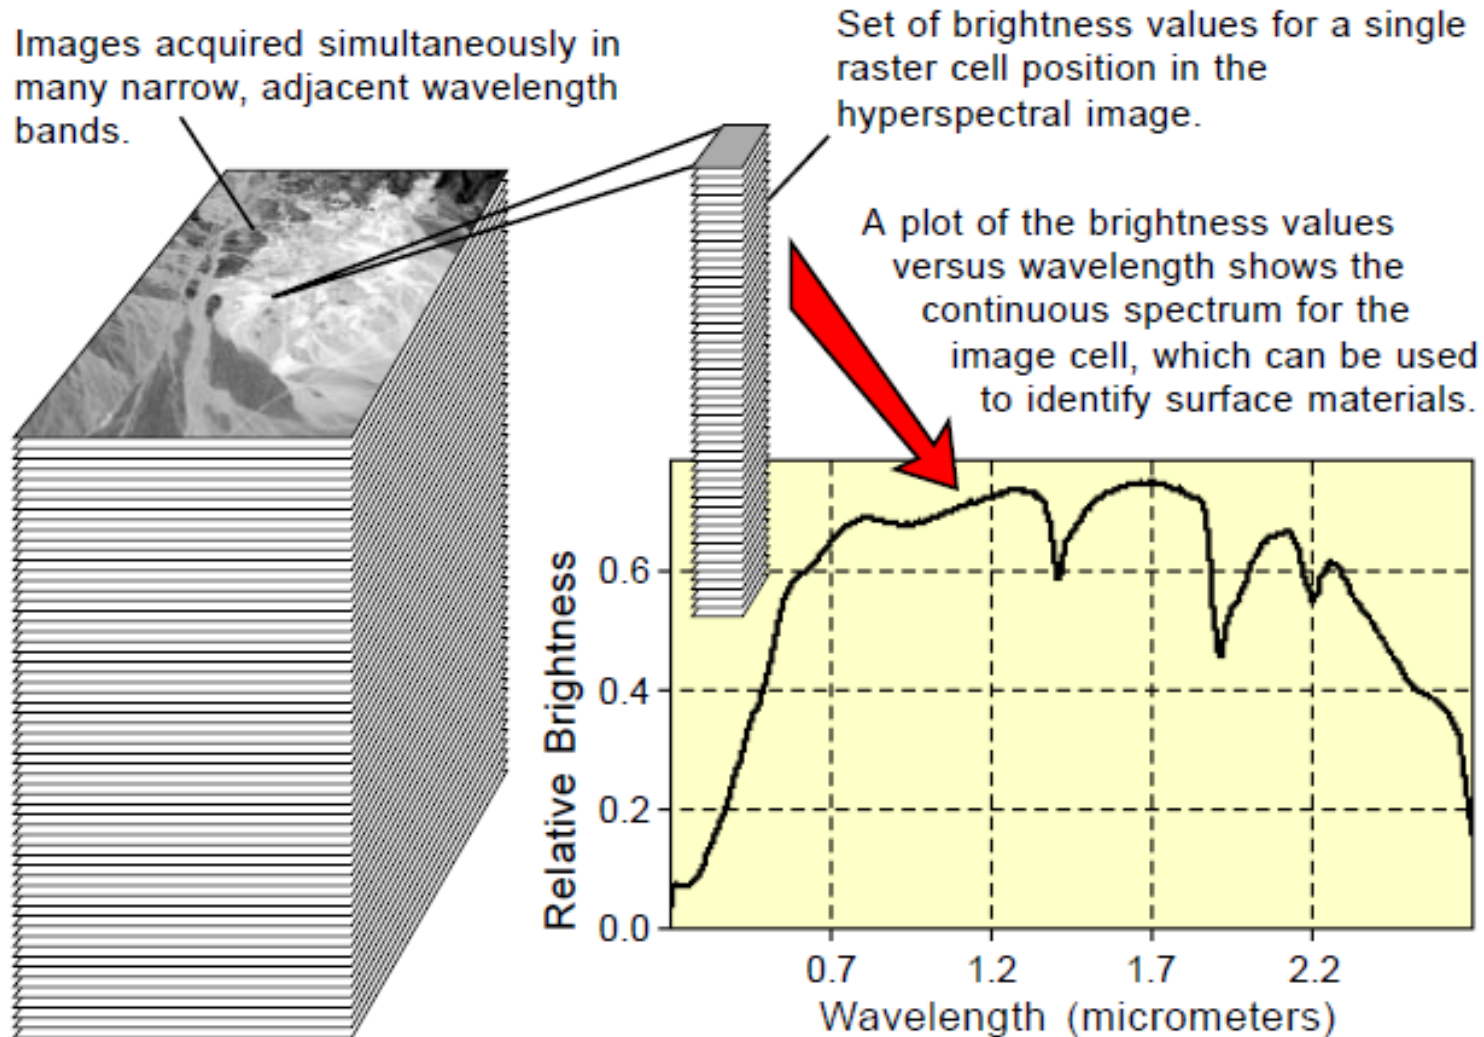 Images acquired simultaneously in
many narrow, adjacent wavelength
bands.
Set of brightness values for a single
raster cell position in the
hyperspectral image.
A plot of the brightness values
versus wavelength shows the
continuous spectrum for the
image cell, which can be used
to identify surface materials.
Relative Brightness
0.6
0.4
0.2
0.0
0.7 1.2 1.7 2.2
Wavelength (micrometers)